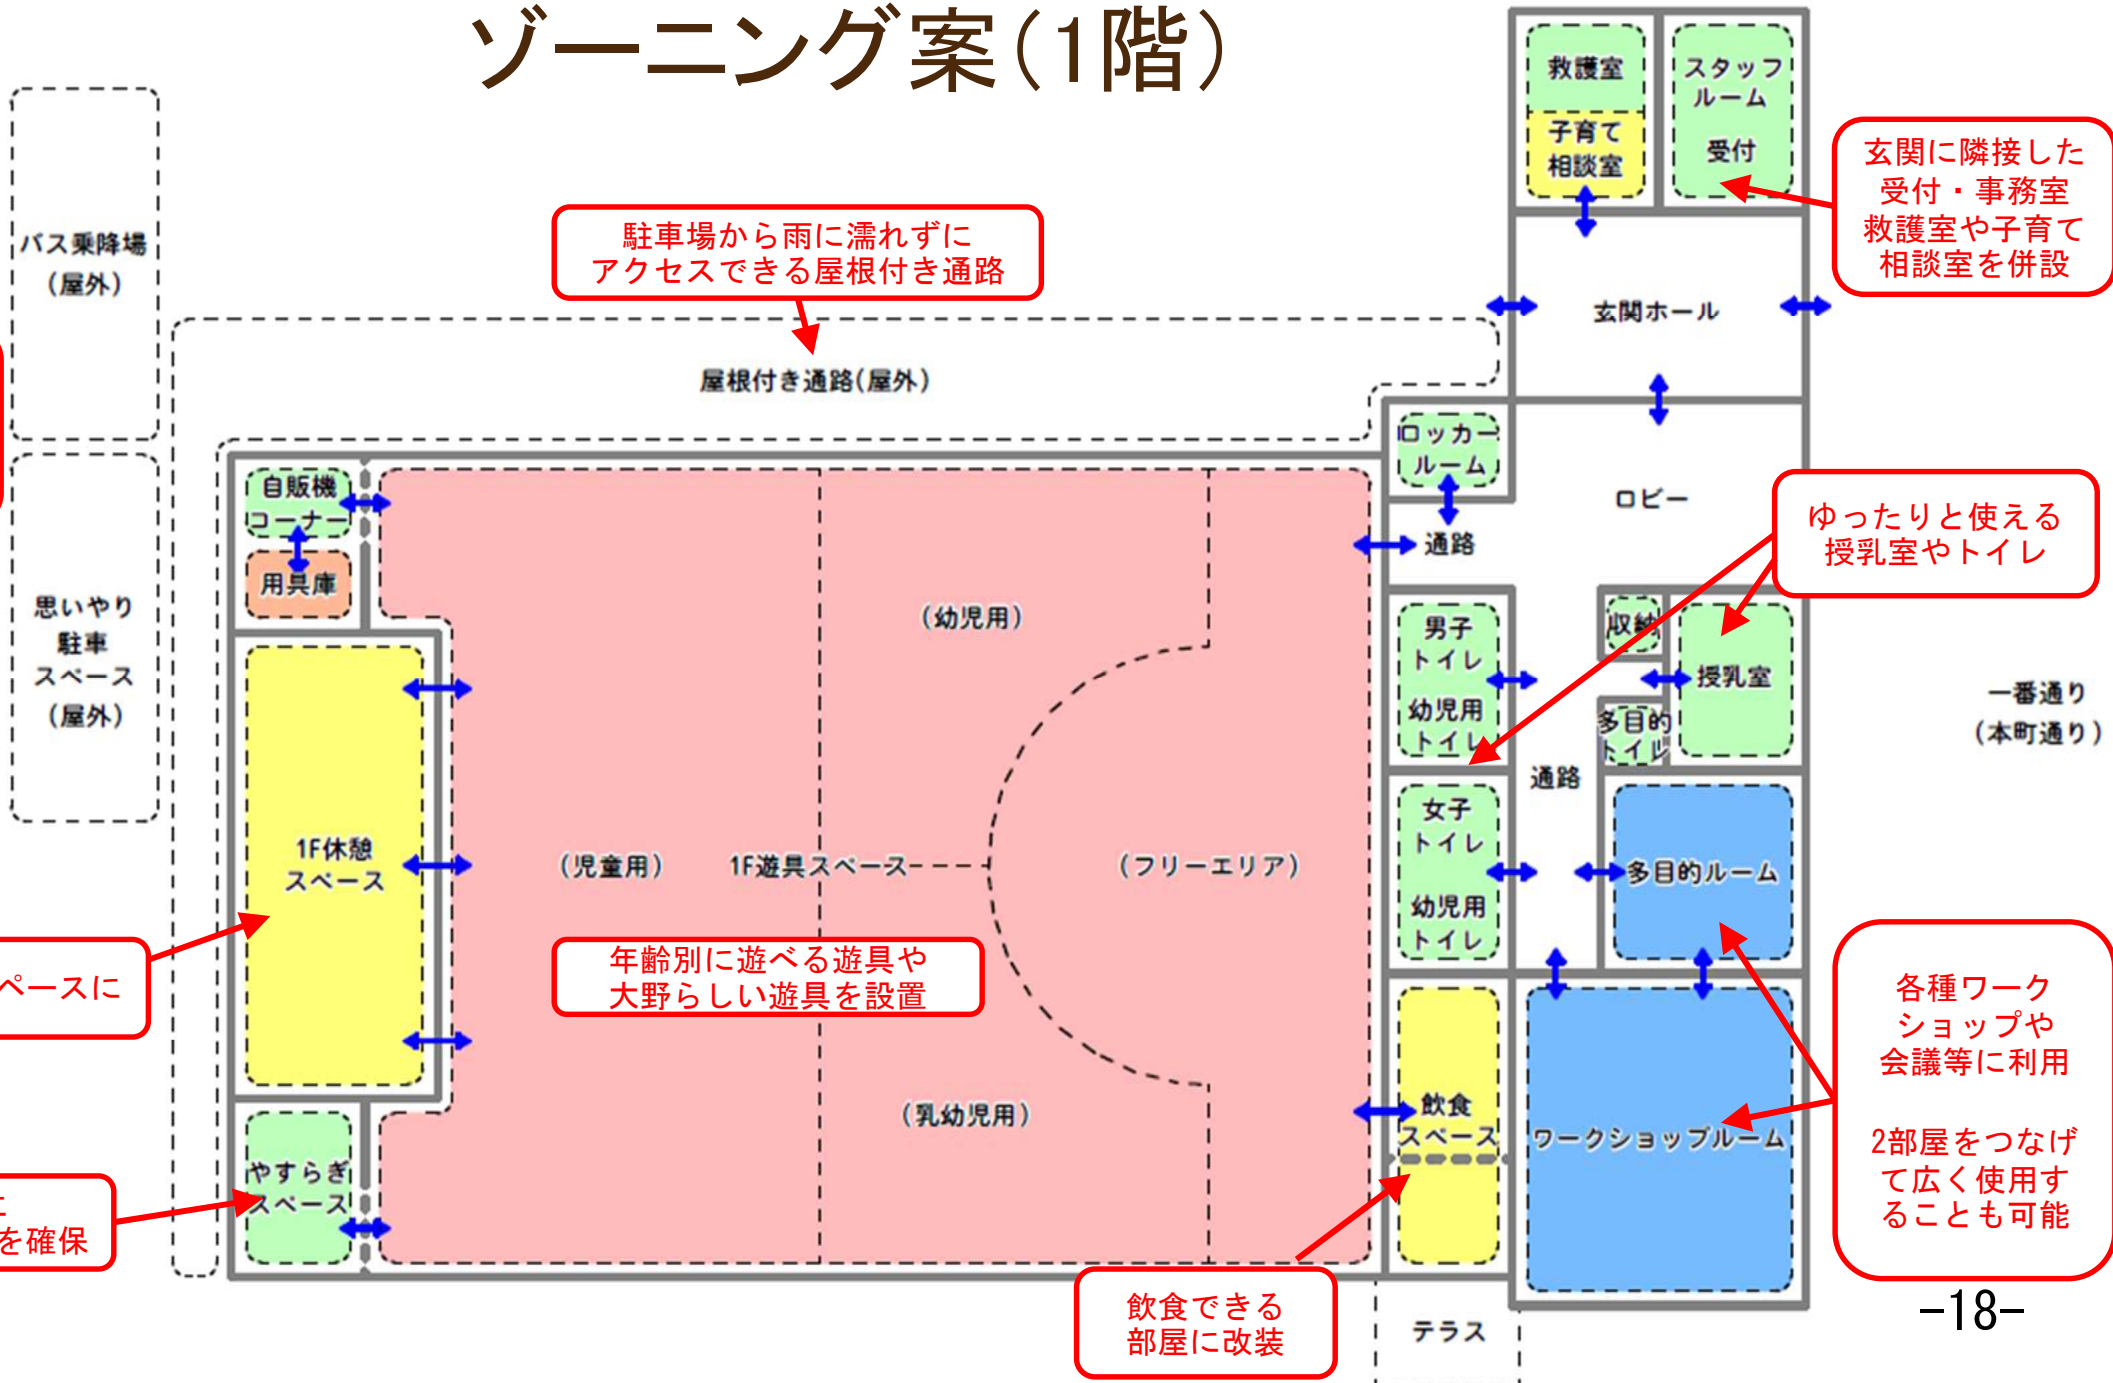 ゾーニング案(1階)
救護室
子育て
相談室
スタッフ
ルーム
受付
玄関に隣接した
受付・事務室
救護室や子育て
相談室を併設
バス乗降場
(屋外)
駐車場から雨に濡れずに
アクセスできる屋根付き通路
玄関ホール
屋根付き通路(屋外)
ロッカー
ルーム
ロビー
自販機
コーナー
通路
ゆったりと使える
授乳室やトイレ
用具庫
思いやり
駐車
スペース
(屋外)
(幼児用)
男子
トイレ
幼児用
トイレ
収納
授乳室
多目的
トイレ
一番通り
(本町通り)
通路
1F休憩
スペース
(児童用)
1F遊具スペース
(フリーエリア)
女子
トイレ
幼児用
トイレ
多目的ルーム
年齢別に遊べる遊具や
大野らしい遊具を設置
ペースに
各種ワーク
ショップや
会議等に利用
2部屋をつなげ
て広く使用す
ることも可能
(乳幼児用)
飲食
スペース
ワークショップルーム
やすらぎ
スペース
を確保
飲食できる
部屋に改装
テラス
-18-